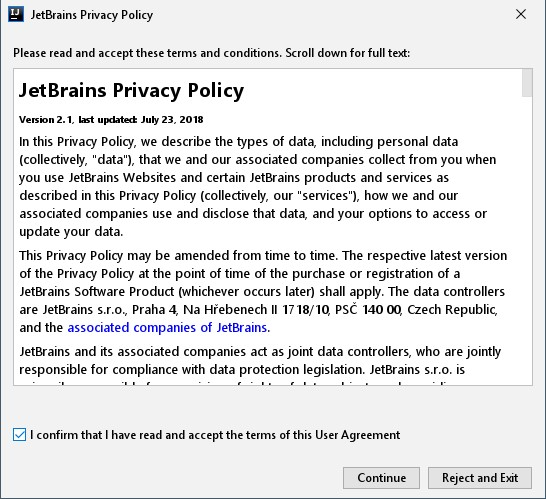 JetBrains Privacy Policy
Please read and accept these terms and conditions. Scroll down for full text:
JetBrains Privacy Policy
Version 2.1, last updated: July 23, 2018
In this Privacy Policy, we describe the types of data, including personal data
(collectively, "data"), that we and our associated companies collect from you when
you use JetBrains Websites and certain JetBrains products and services as
described in this Privacy Policy (collectively, our "services"), how we and our
associated companies use and disclose that data, and your options to access or
update your data.
This Privacy Policy may be amended from time to time. The respective latest version
of the Privacy Policy at the point of time of the purchase or registration of a
JetBrains Software Product (whichever occurs later) shall apply. The data controllers
are JetBrains s.r.o., Praha 4, Na Hřebenech II 1718/10, PSČ 140 00, Czech Republic,
and the associated companies of JetBrains.
JetBrains and its associated companies act as joint data controllers, who are jointly
responsible for compliance with data protection legislation. JetBrains s.r.o. is
I confirm that I have read and accept the terms of this User Agreement
Continue
Reject and Exit